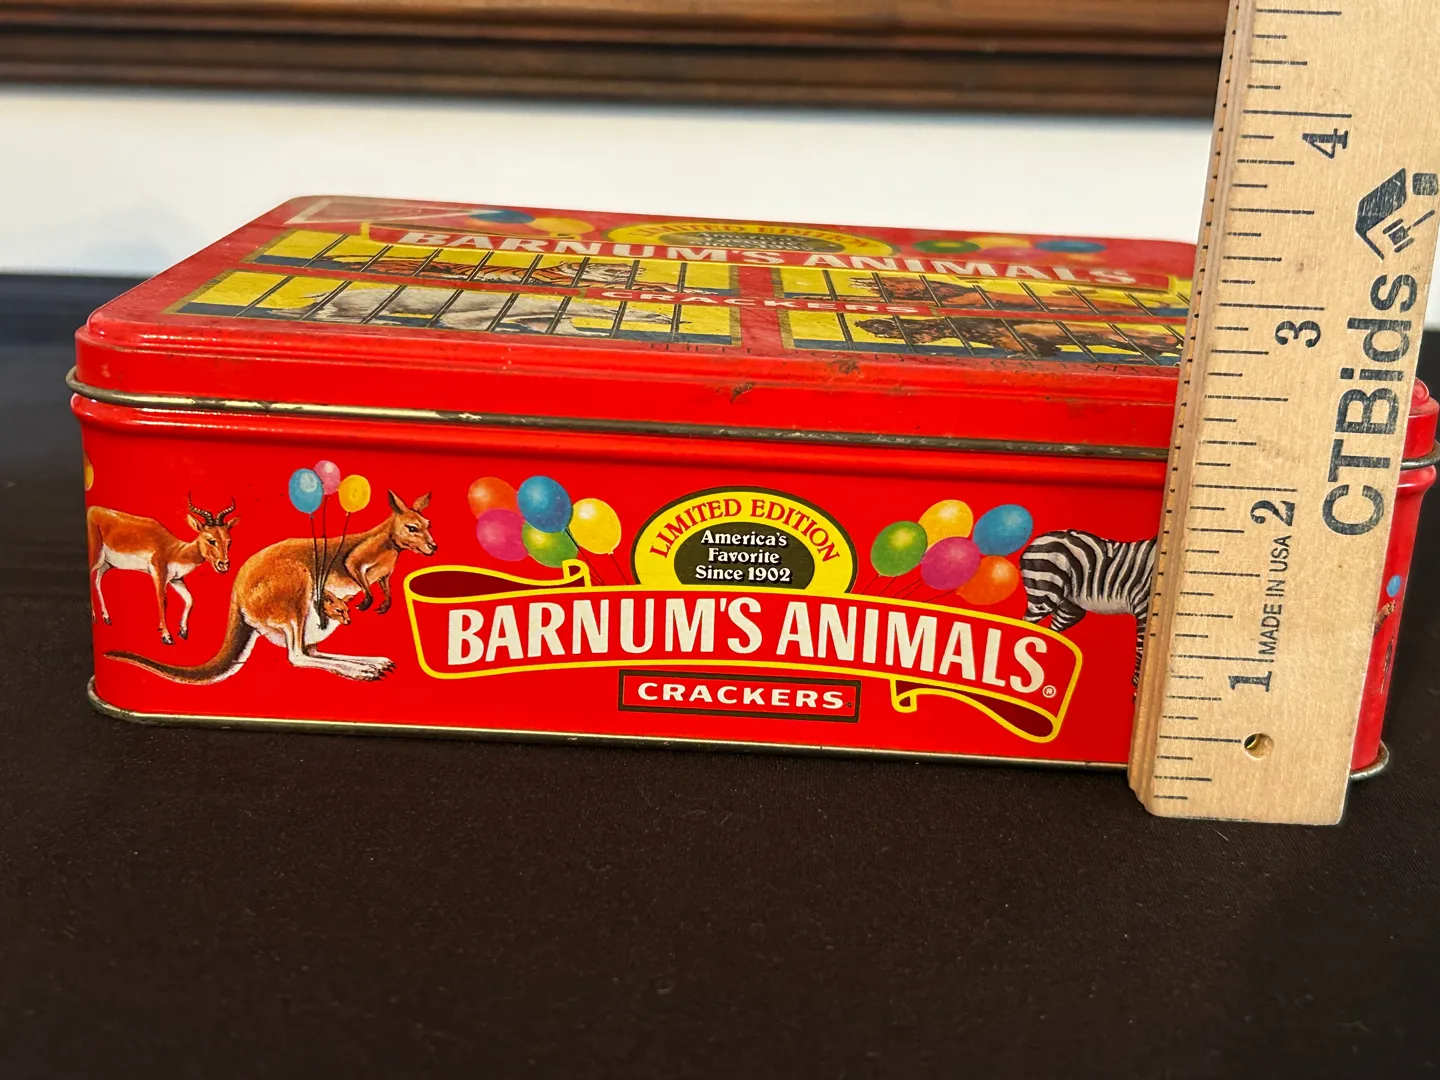 LIMITED EDITION
BARNUM'S ANIMALS
CRACKERS
LIMITED EDITION
America's
Favorite
Since 1902
BARNUM'S ANIMALS®
CRACKERS
1 2 3 4
MADE IN USA
CTBids